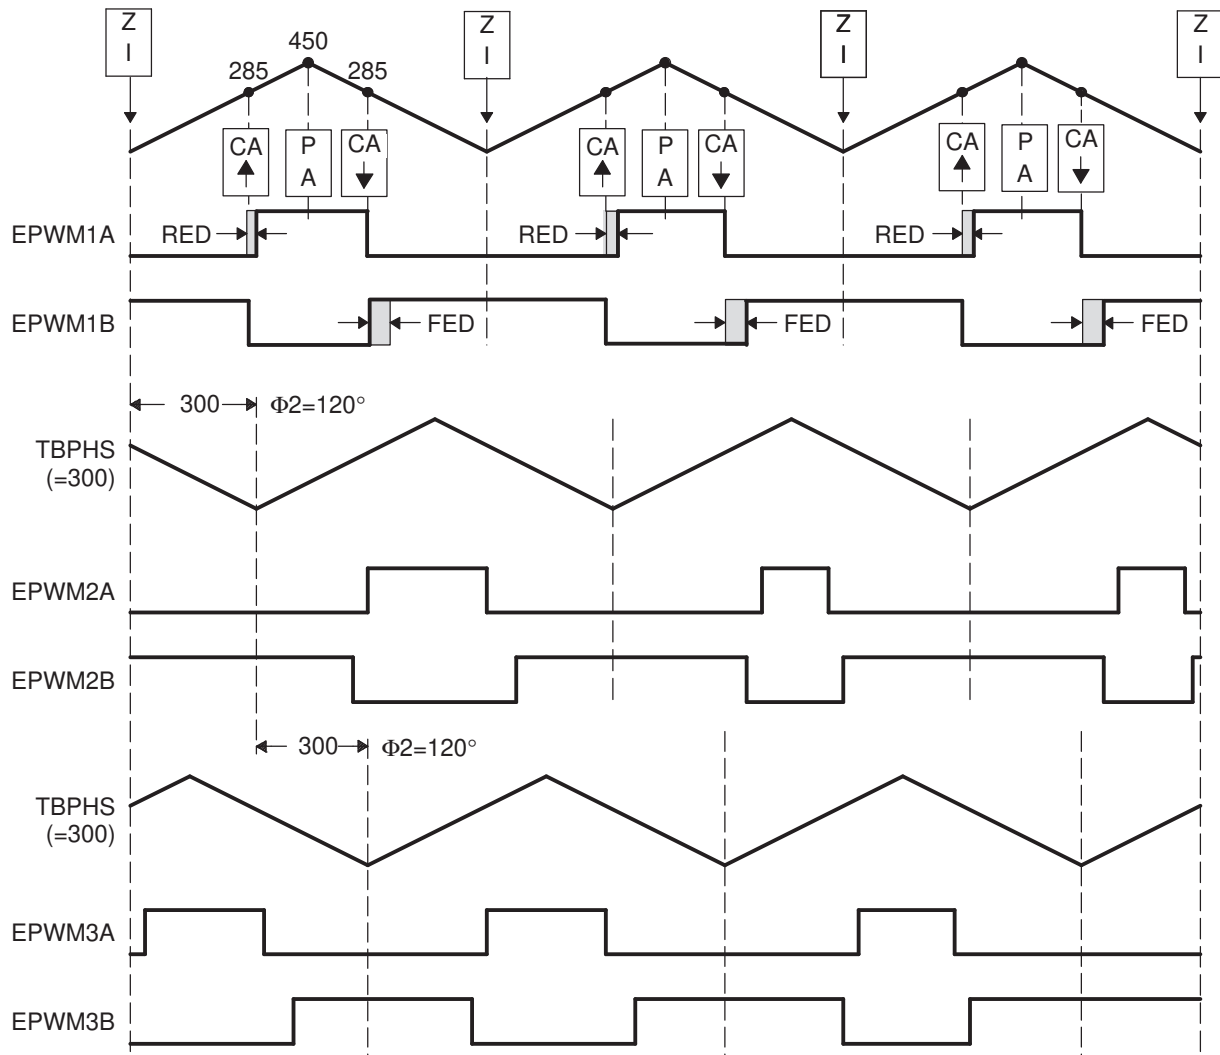 Z Z Z Z
I I I I
450
285 285
CA P CA CA P CA CA P CA
A A A
EPWM1A RED RED RED
EPWM1B FED FED FED
300 Φ2=120°
TBPHS
(=300)
EPWM2A
EPWM2B
300 Φ2=120°
TBPHS
(=300)
EPWM3A
EPWM3B